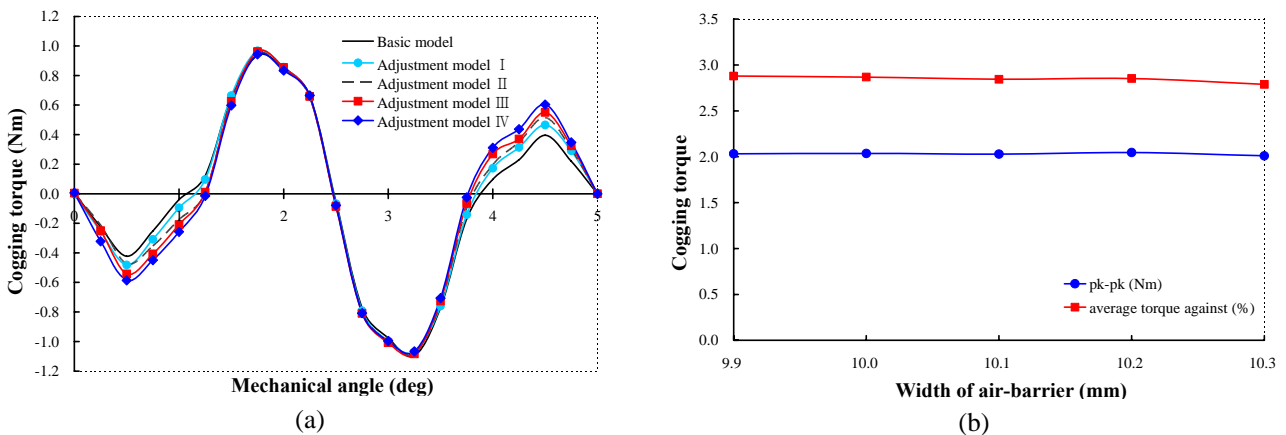 1.2
1.0
0.8
0.6
0.4
0.2
0.0
-0.2
-0.4
-0.6
-0.8
-1.0
-1.2
Cogging torque (Nm)
Basic model
Adjustment model Ⅰ
Adjustment model Ⅱ
Adjustment model Ⅲ
Adjustment model Ⅳ
0 1 2 3 4 5
Mechanical angle (deg)
(a)
3.5
3.0
2.5
2.0
1.5
1.0
0.5
0.0
Cogging torque
pk-pk (Nm)
average torque against (%)
9.9 10.0 10.1 10.2 10.3
Width of air-barrier (mm)
(b)